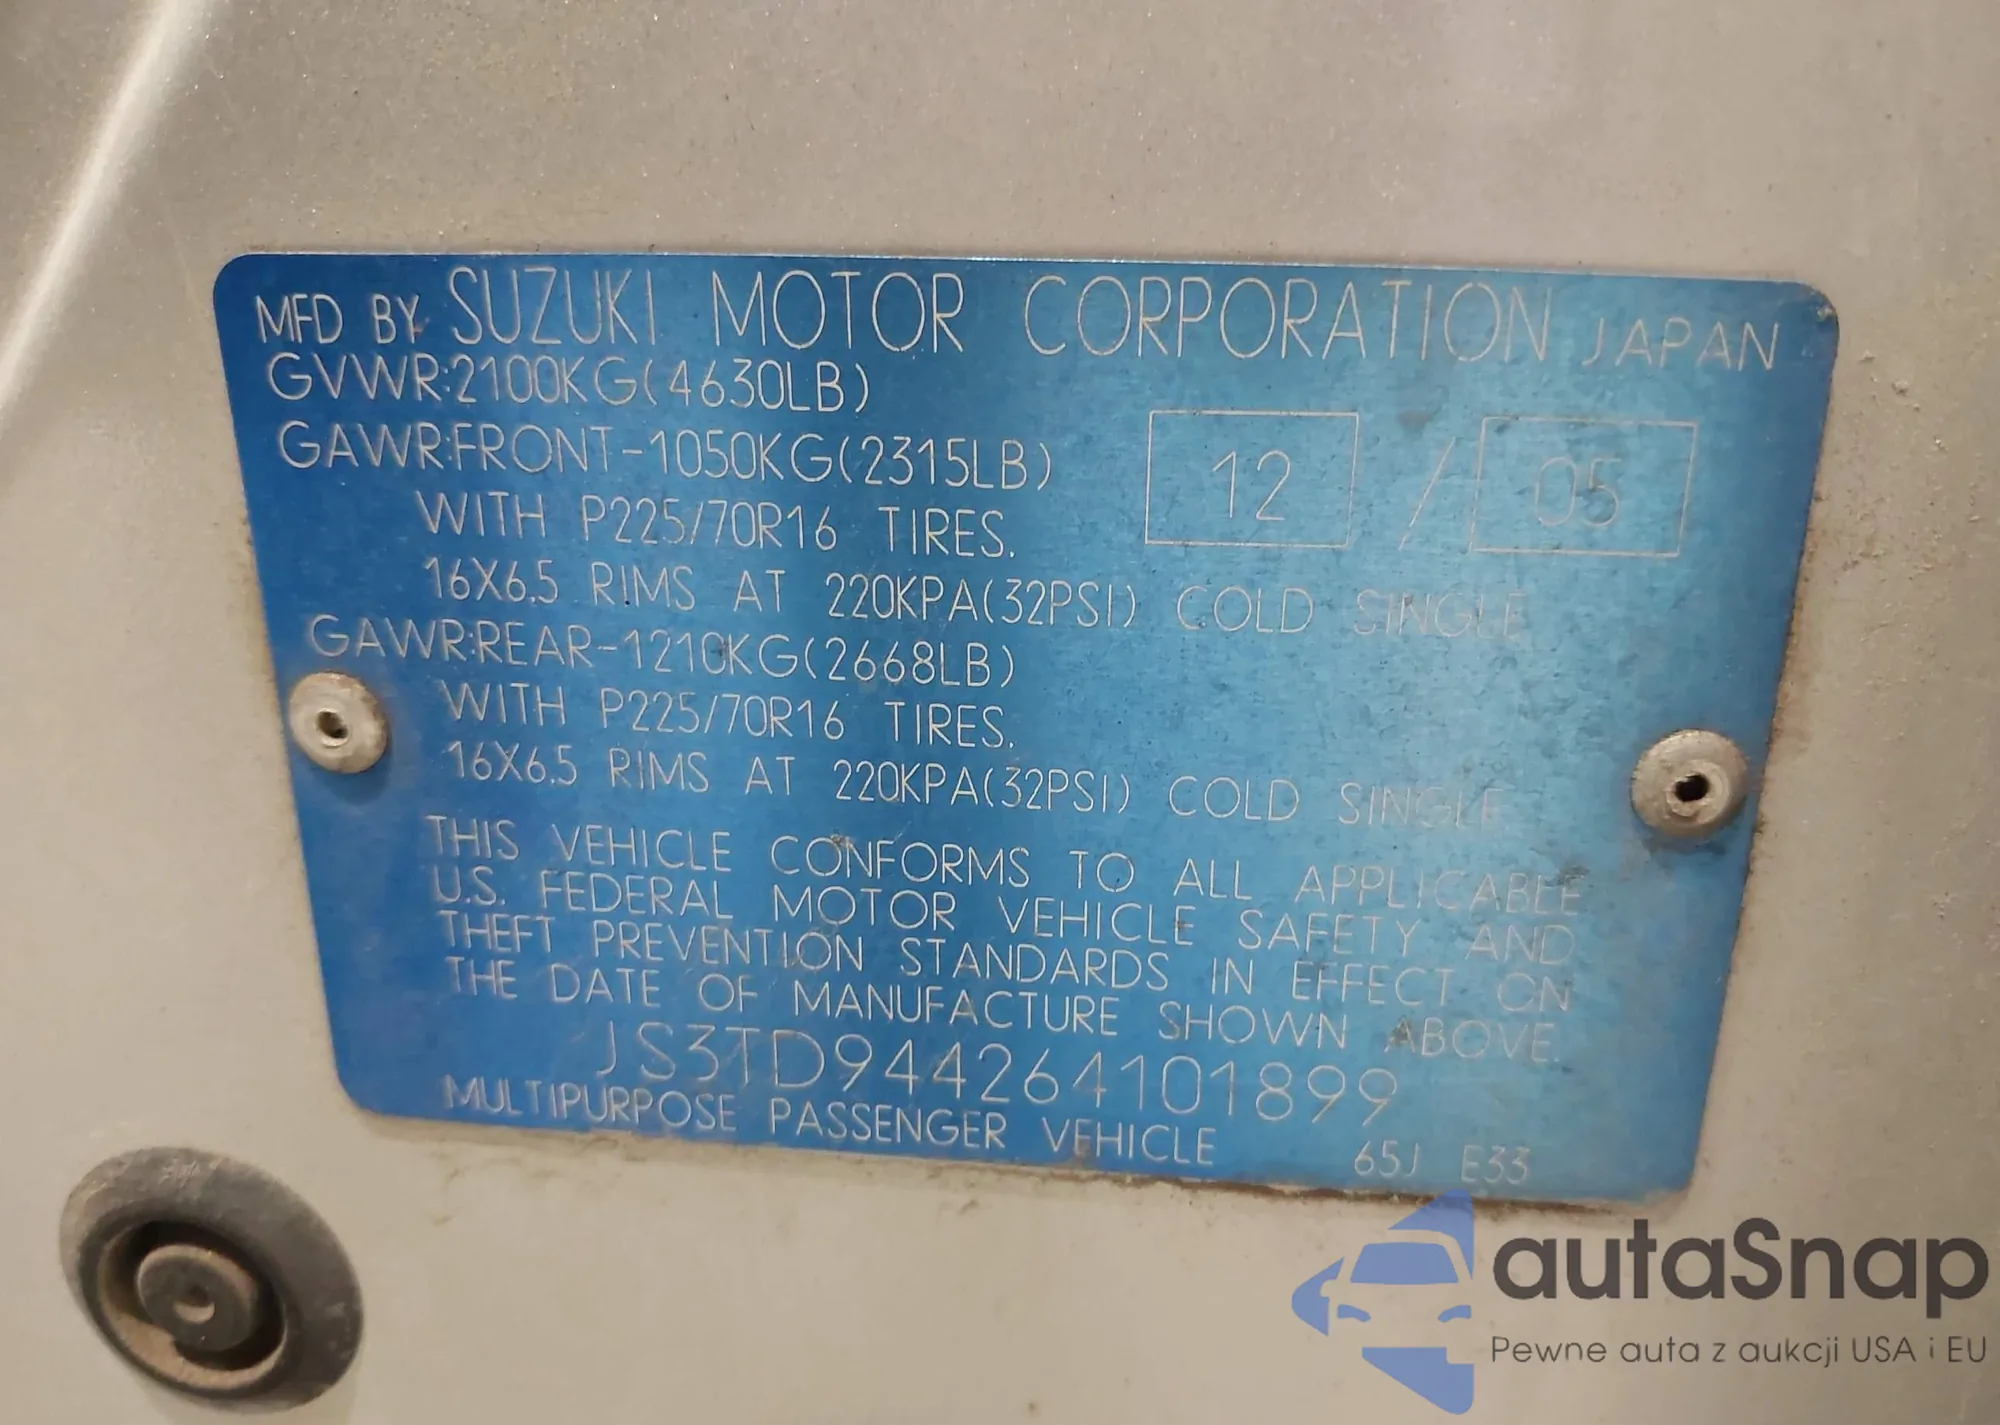 MFD BY SUZUKI MOTOR CORPORATION JAPAN
GVWR:2100KG(4630LB)
GAWR:FRONT-1050KG(2315LB)
12 / 05
WITH P225/70R16 TIRES.
16X6.5 RIMS AT 220KPA(32PSI) COLD SINGLE
GAWR:REAR-1210KG(2668LB)
WITH P225/70R16 TIRES.
16X6.5 RIMS AT 220KPA(32PSI) COLD SINGLE
THIS VEHICLE CONFORMS TO ALL APPLICABLE
U.S. FEDERAL MOTOR VEHICLE SAFETY AND
THEFT PREVENTION STANDARDS IN EFFECT ON
THE DATE OF MANUFACTURE SHOWN ABOVE.
JS3TD944264101899
MULTIPURPOSE PASSENGER VEHICLE 65J E33
autaSnap
Pewne auta z aukcji USA i EU